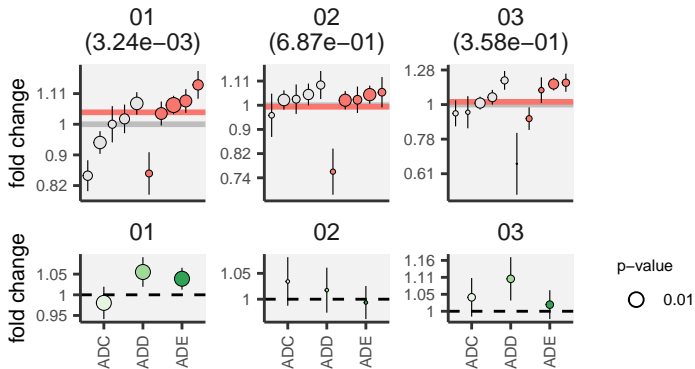 01
(3.24e−03)
02
(6.87e−01)
03
(3.58e−01)
fold change
1.11
1
0.9
0.82
1.11
1
0.9
0.82
0.74
1.28
1
0.78
0.61
01
02
03
fold change
1.05
1
0.95
1.05
1
1.16
1.11
1.05
1
ADC
ADD
ADE
ADC
ADD
ADE
ADC
ADD
ADE
p−value
0.01